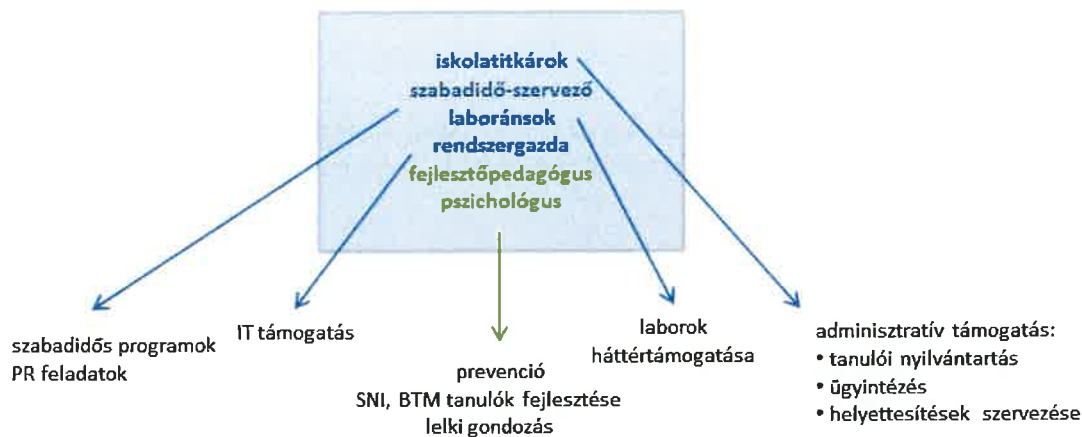 iskolatitkárok
szabadidő-szervező
laboránsok
rendszergazda
fejlesztőpedagógus
pszichológus
szabadidős programok
PR feladatok
IT támogatás
prevenció
SNI, BTM tanulók fejlesztése
lelki gondozás
laborok
háttértámogatása
adminisztratív támogatás:
• tanulói nyilvántartás
• ügyintézés
• helyettesítések szervezése